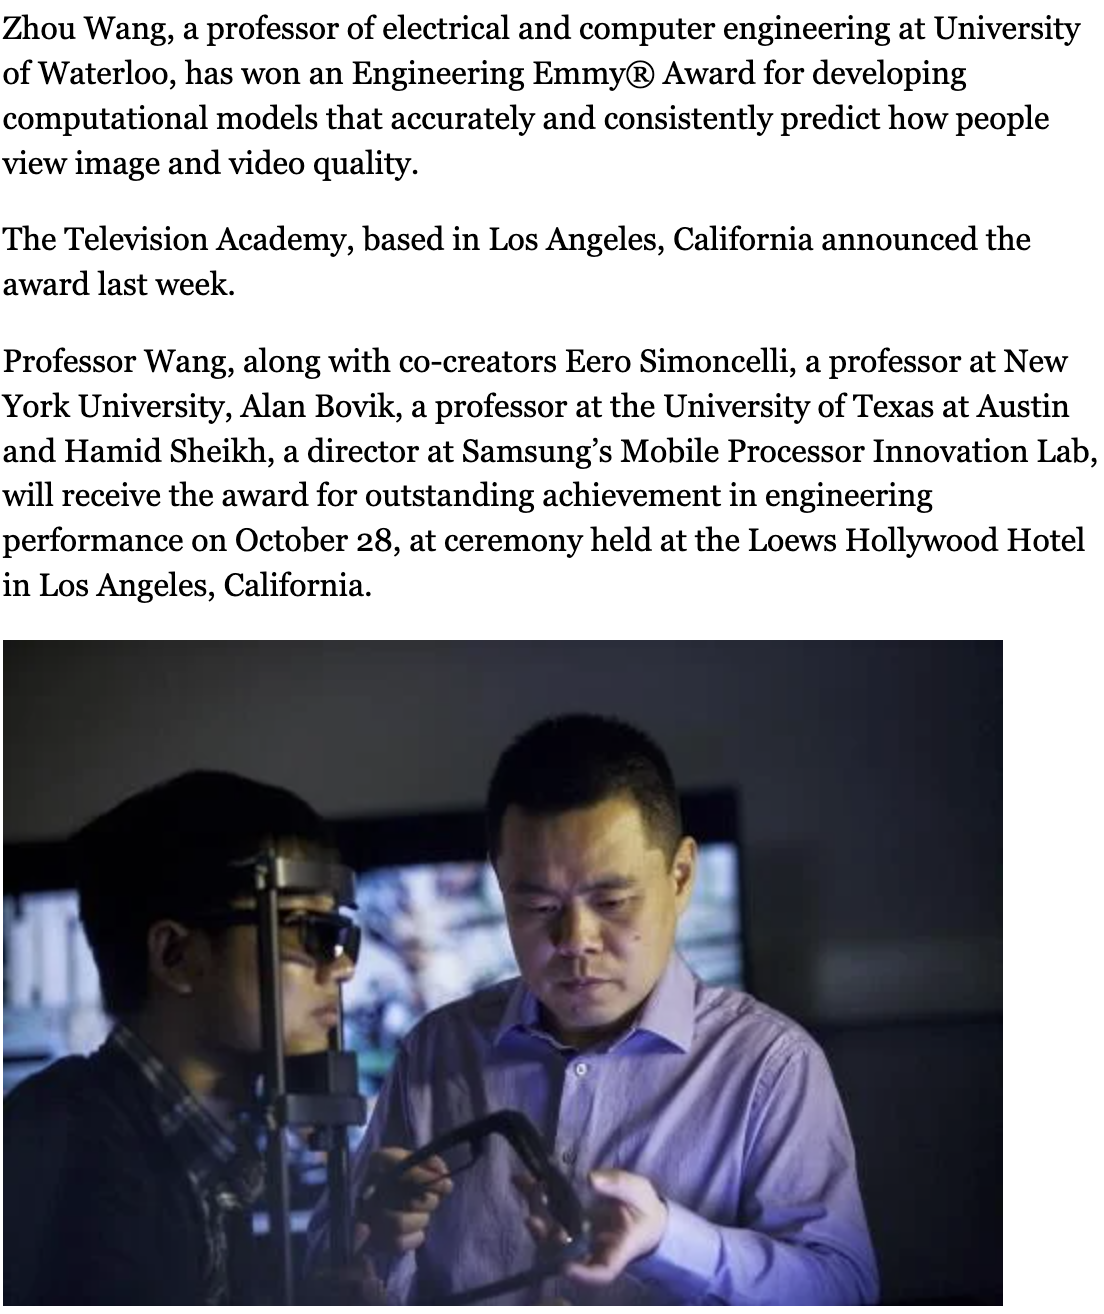 Zhou Wang, a professor of electrical and computer engineering at University
of Waterloo, has won an Engineering Emmy® Award for developing
computational models that accurately and consistently predict how people
view image and video quality.
The Television Academy, based in Los Angeles, California announced the
award last week.
Professor Wang, along with co-creators Eero Simoncelli, a professor at New
York University, Alan Bovik, a professor at the University of Texas at Austin
and Hamid Sheikh, a director at Samsung’s Mobile Processor Innovation Lab,
will receive the award for outstanding achievement in engineering
performance on October 28, at ceremony held at the Loews Hollywood Hotel
in Los Angeles, California.